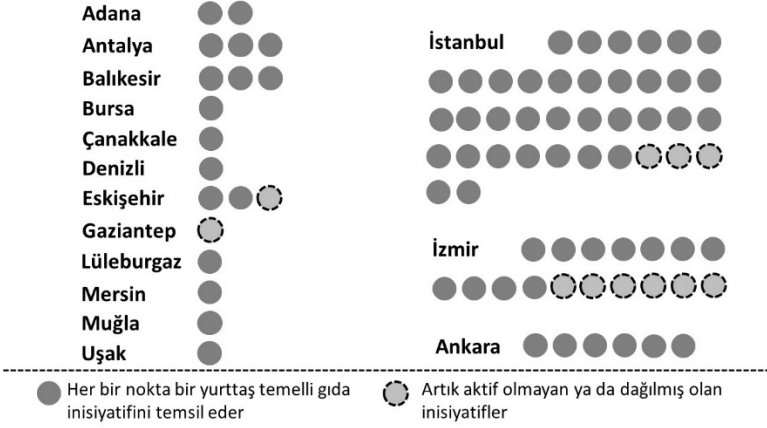 Adana
Antalya
Balıkesir
Bursa
Çanakkale
Denizli
Eskişehir
Gaziantep
Lüleburgaz
Mersin
Muğla
Uşak
İstanbul
İzmir
Ankara
Her bir nokta bir yurttaş temelli gıda
inisiyatifini temsil eder
Artık aktif olmayan ya da dağılmış olan
inisiyatifler